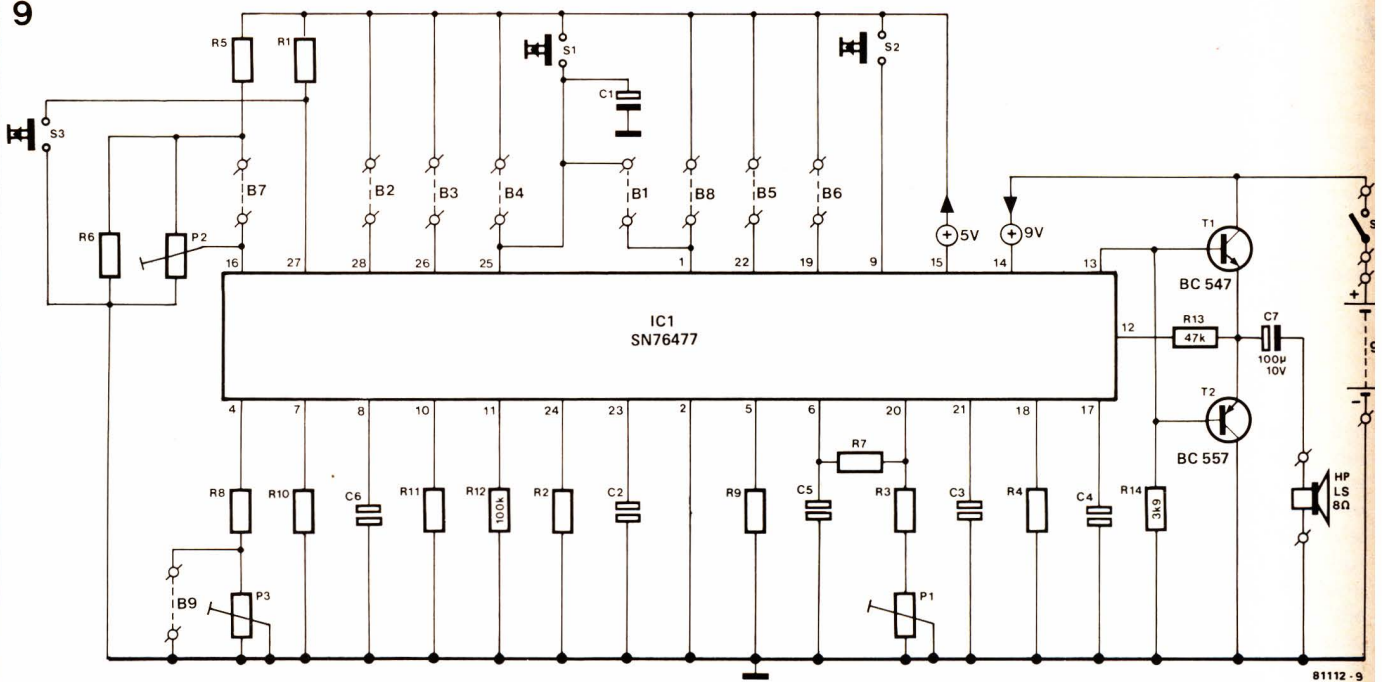 9
R5
R1
S1
S2
C1
S3
B7
B2
B3
B4
B1
B8
B5
B6
R6
P2
5V
9V
T1
BC 547
16
27
28
26
25
1
22
19
9
15
14
13
IC1
SN76477
12
R13
47k
C7
100µ
10V
+
T2
BC 557
-
4
7
8
10
11
24
23
2
5
6
20
21
18
17
R7
R8
R10
C6
R11
R12
100k
R2
C2
R9
C5
R3
C3
R4
C4
R14
3k9
HP
LS
8Ω
B9
P3
P1
81112 - 9